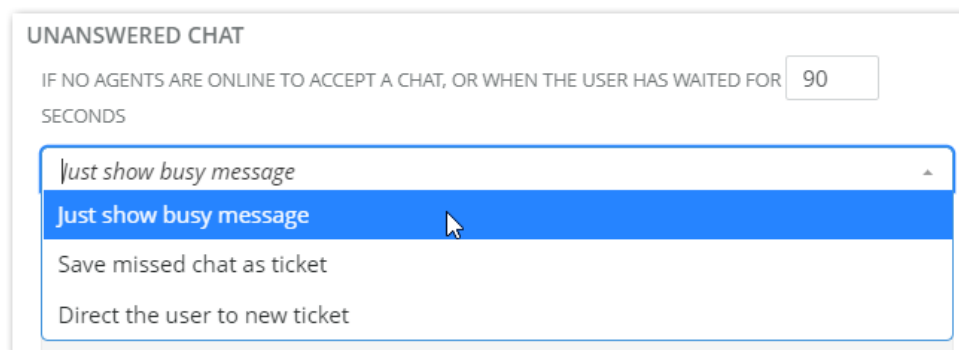 UNANSWERED CHAT
IF NO AGENTS ARE ONLINE TO ACCEPT A CHAT, OR WHEN THE USER HAS WAITED FOR 90
SECONDS
Just show busy message
Just show busy message
Save missed chat as ticket
Direct the user to new ticket